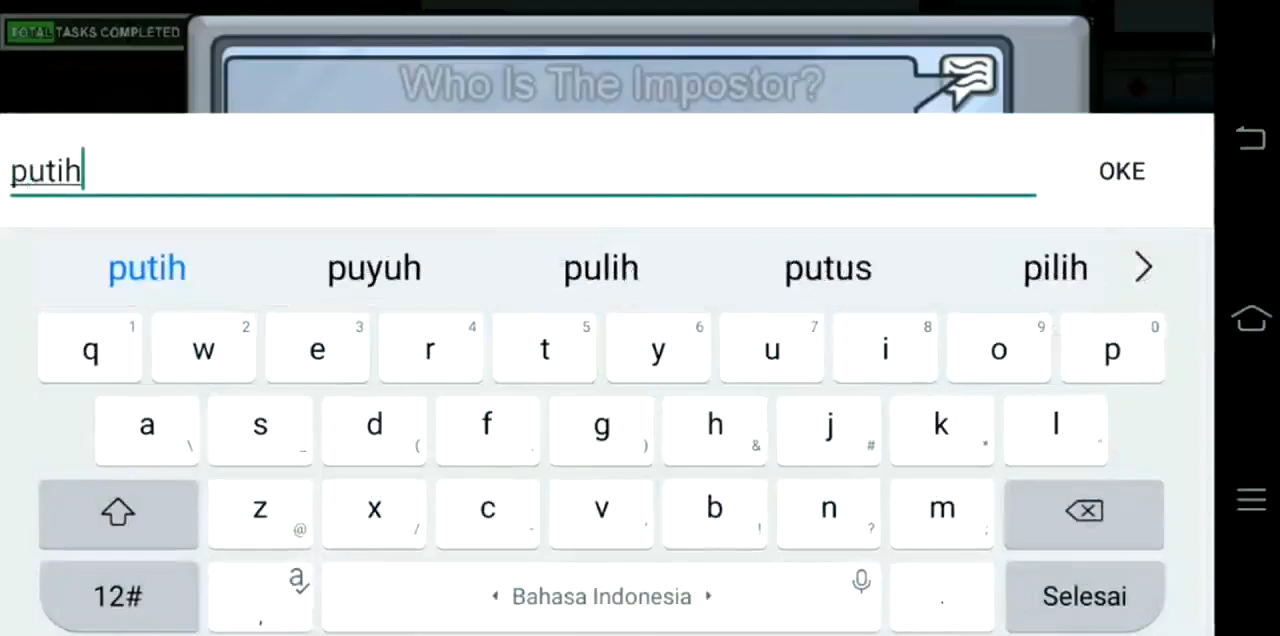 TOTAL TASKS COMPLETED
Who Is The Impostor?
putih
OKE
putih puyuh pulih putus pilih
q 1 w 2 e 3 r 4 t 5 y 6 u 7 i 8 o 9 p 0
a \ s _ d ( f g ) h & j # k * l
z @ x / c - v ' b ! n ? m ;
12# a , Bahasa Indonesia . Selesai